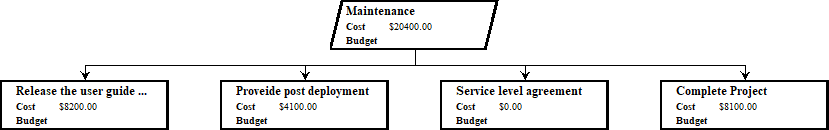 Maintenance
Cost $20400.00
Budget
Release the user guide ...
Cost $8200.00
Budget
Proveide post deployment
Cost $4100.00
Budget
Service level agreement
Cost $0.00
Budget
Complete Project
Cost $8100.00
Budget